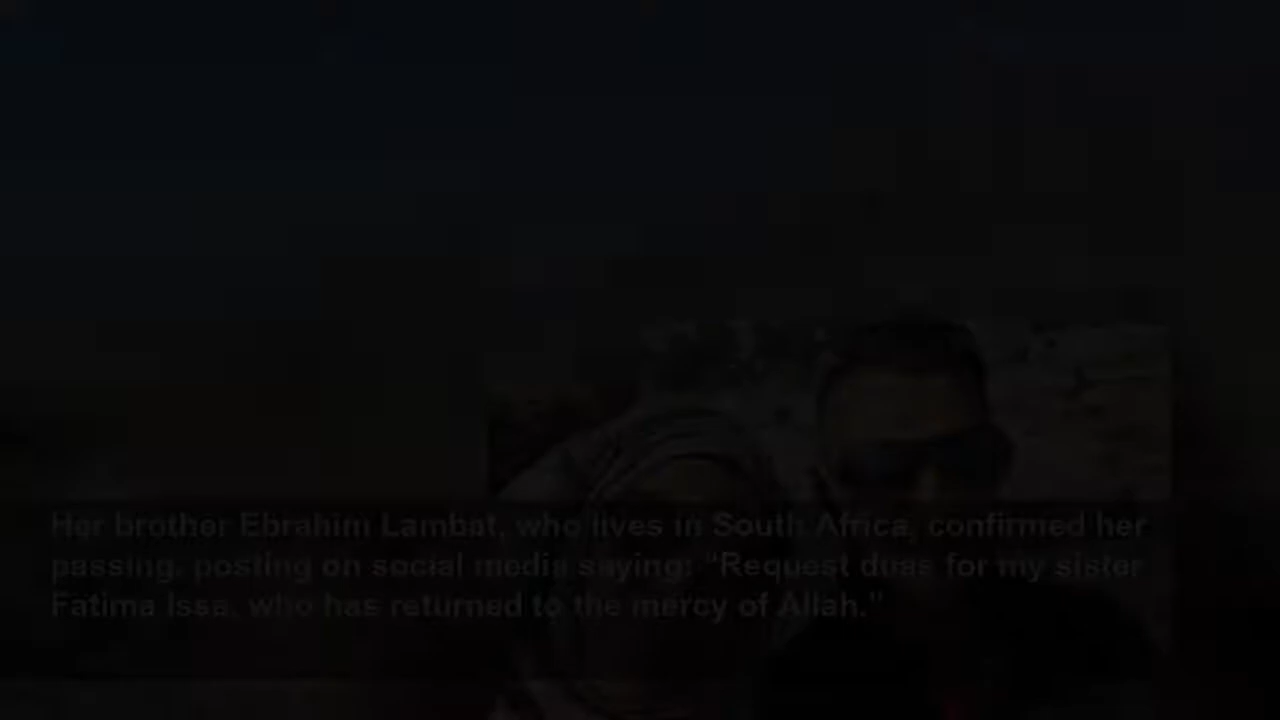 Her brother Ebrahim Lambat, who lives in South Africa, confirmed her
passing, posting on social media saying: “Request duas for my sister
Fatima Issa, who has returned to the mercy of Allah.”